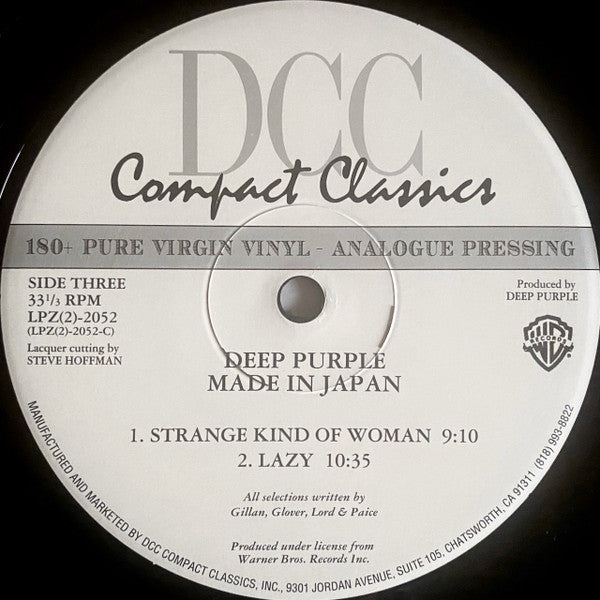 DCC
Compact Classics
180+ PURE VIRGIN VINYL - ANALOGUE PRESSING
SIDE THREE
33 1/3 RPM
LPZ(2)-2052
(LPZ(2)-2052-C)
Lacquer cutting by
STEVE HOFFMAN
Produced by
DEEP PURPLE
WB
RECORDS
DEEP PURPLE
MADE IN JAPAN
1. STRANGE KIND OF WOMAN 9:10
2. LAZY 10:35
All selections written by
Gillan, Glover, Lord & Paice
Produced under license from
Warner Bros. Records Inc.
MANUFACTURED AND MARKETED BY DCC COMPACT CLASSICS, INC., 9301 JORDAN AVENUE, SUITE 105, CHATSWORTH, CA 91311 (818) 993-8822